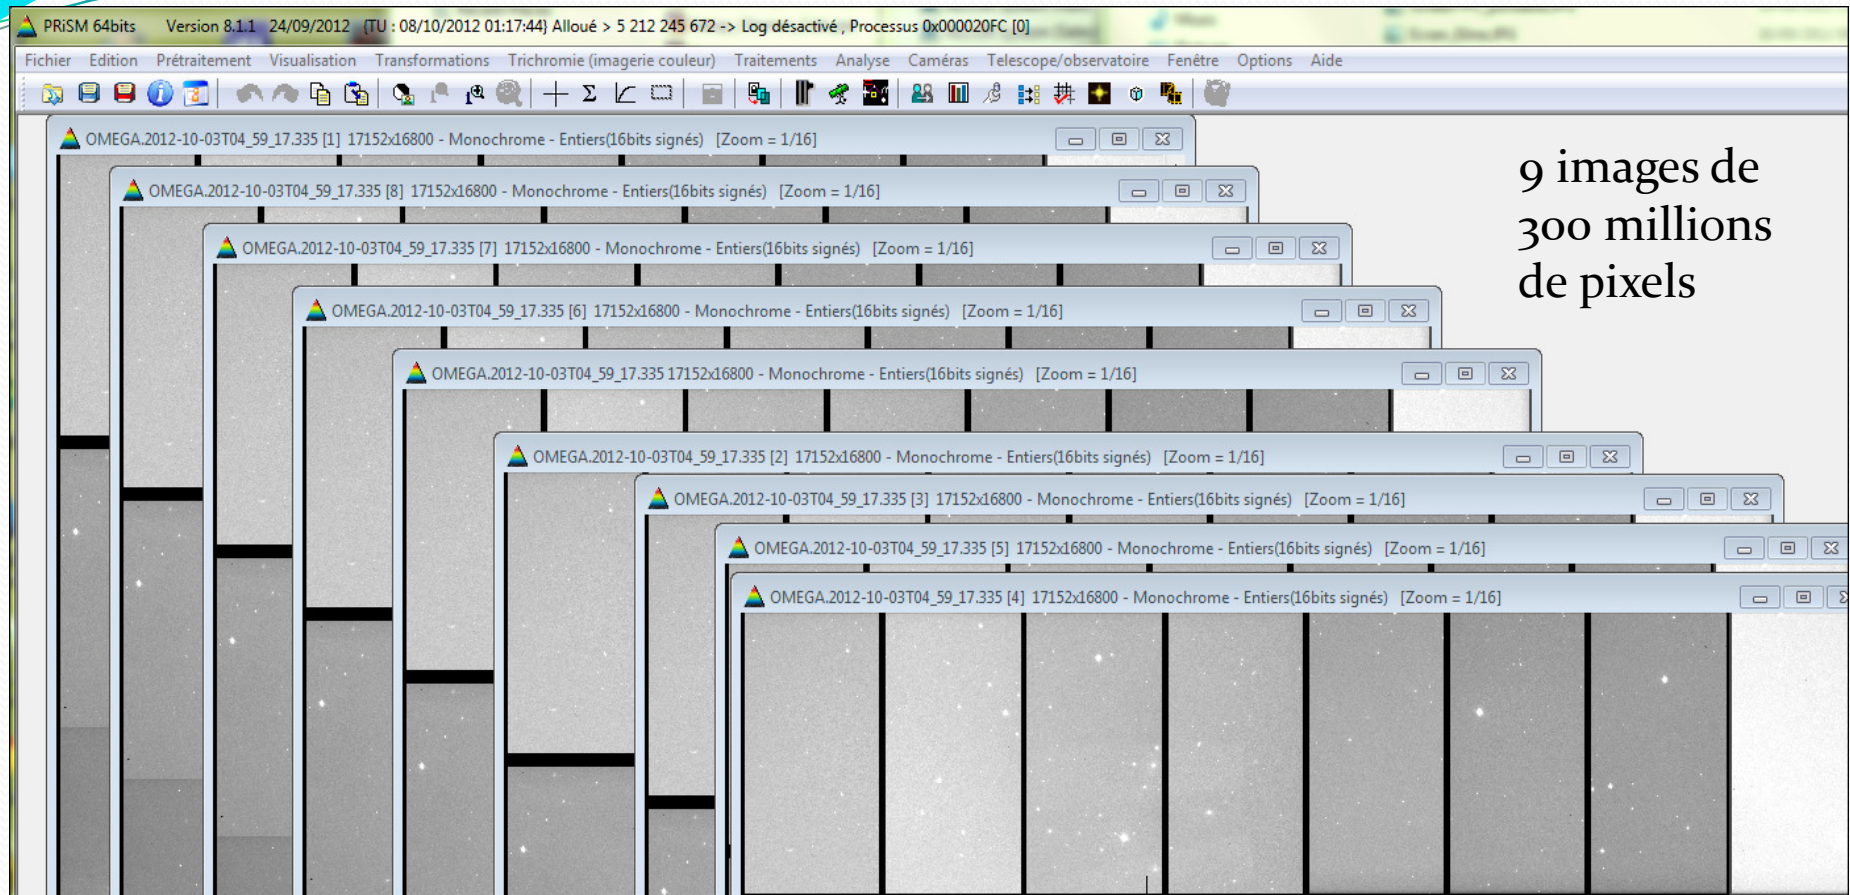 PRiSM 64bits Version 8.1.1 24/09/2012 {TU : 08/10/2012 01:17:44} Alloué > 5 212 245 672 -> Log désactivé , Processus 0x000020FC [0]
Fichier Edition Prétraitement Visualisation Transformations Trichromie (imagerie couleur) Traitements Analyse Caméras Telescope/observatoire Fenêtre Options Aide
OMEGA.2012-10-03T04_59_17.335 [1] 17152x16800 - Monochrome - Entiers(16bits signés) [Zoom = 1/16]
9 images de
300 millions
de pixels
OMEGA.2012-10-03T04_59_17.335 [8] 17152x16800 - Monochrome - Entiers(16bits signés) [Zoom = 1/16]
OMEGA.2012-10-03T04_59_17.335 [7] 17152x16800 - Monochrome - Entiers(16bits signés) [Zoom = 1/16]
OMEGA.2012-10-03T04_59_17.335 [6] 17152x16800 - Monochrome - Entiers(16bits signés) [Zoom = 1/16]
OMEGA.2012-10-03T04_59_17.335 17152x16800 - Monochrome - Entiers(16bits signés) [Zoom = 1/16]
OMEGA.2012-10-03T04_59_17.335 [2] 17152x16800 - Monochrome - Entiers(16bits signés) [Zoom = 1/16]
OMEGA.2012-10-03T04_59_17.335 [3] 17152x16800 - Monochrome - Entiers(16bits signés) [Zoom = 1/16]
OMEGA.2012-10-03T04_59_17.335 [5] 17152x16800 - Monochrome - Entiers(16bits signés) [Zoom = 1/16]
OMEGA.2012-10-03T04_59_17.335 [4] 17152x16800 - Monochrome - Entiers(16bits signés) [Zoom = 1/16]